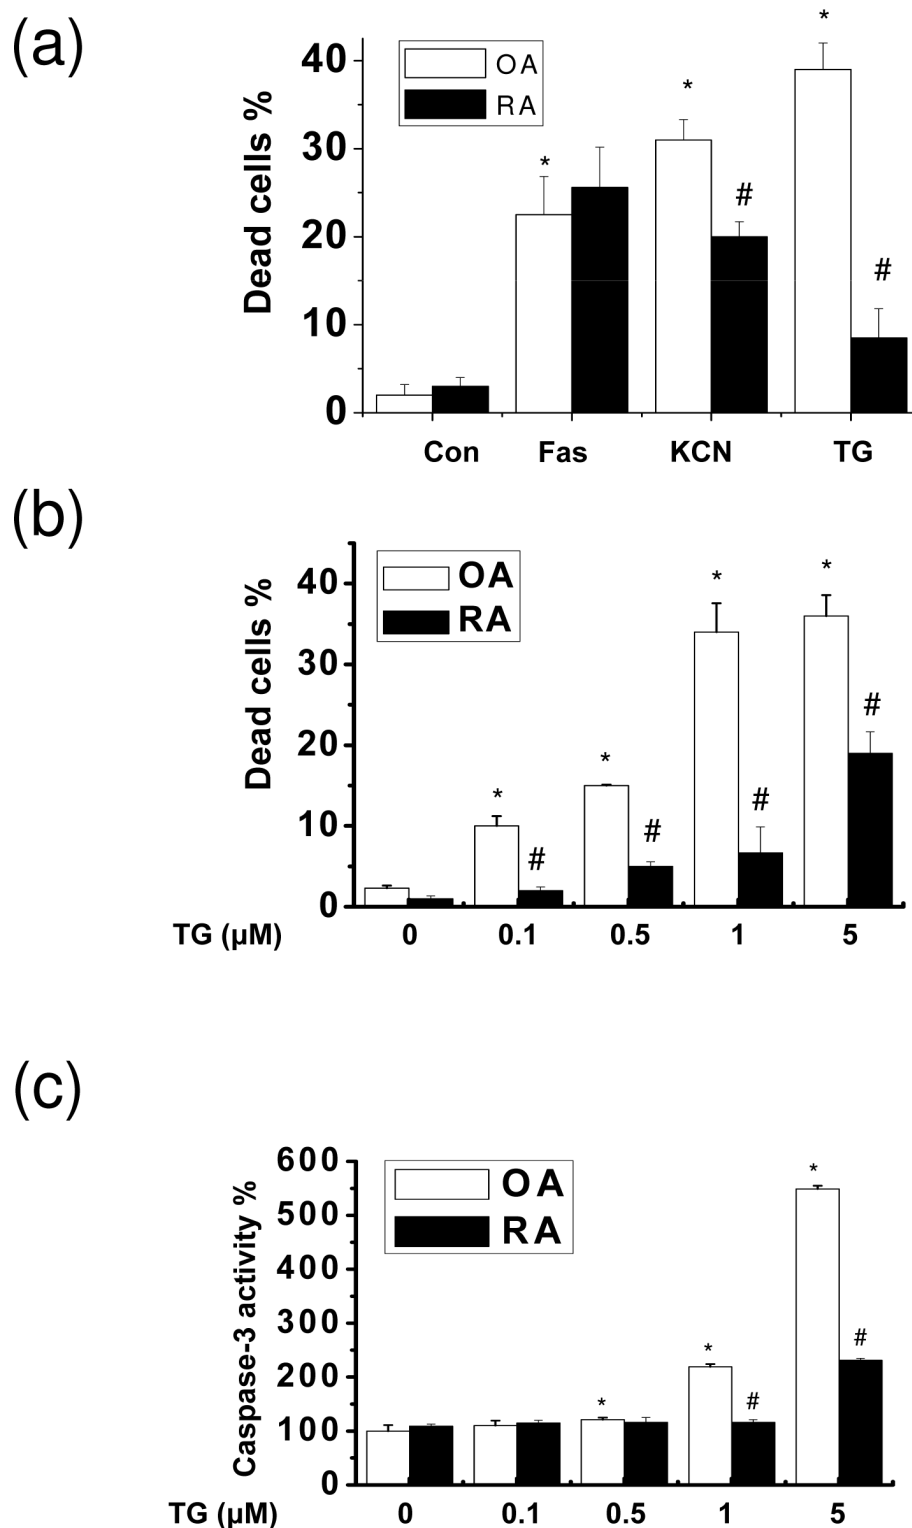 (a)
Dead cells %
40
30
20
10
0
OA
RA
*
*
*
#
#
Con Fas KCN TG
(b)
Dead cells %
40
30
20
10
0
OA
RA
*
*
*
*
#
#
#
#
TG (µM) 0 0.1 0.5 1 5
(c)
Caspase-3 activity %
600
500
400
300
200
100
0
OA
RA
*
*
*
#
#
TG (µM) 0 0.1 0.5 1 5